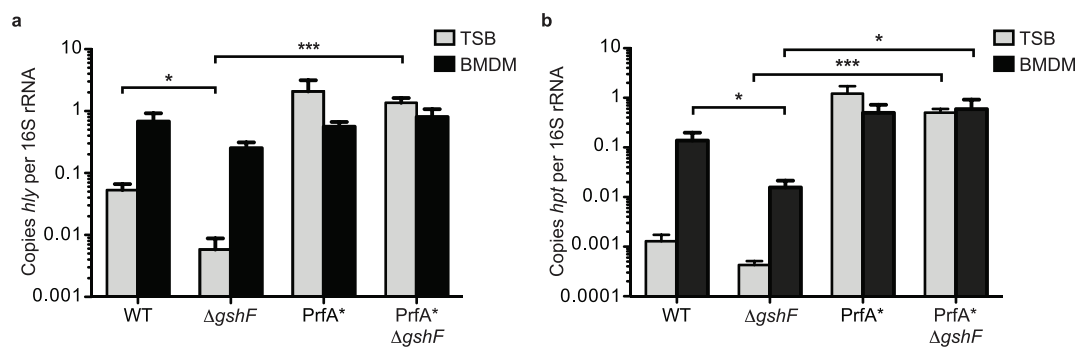 a
Copies hly per 16S rRNA
10
1
0.1
0.01
0.001
*
***
TSB
BMDM
WT
ΔgshF
PrfA*
PrfA*
ΔgshF
b
Copies hpt per 16S rRNA
10
1
0.1
0.01
0.001
0.0001
*
***
*
TSB
BMDM
WT
ΔgshF
PrfA*
PrfA*
ΔgshF